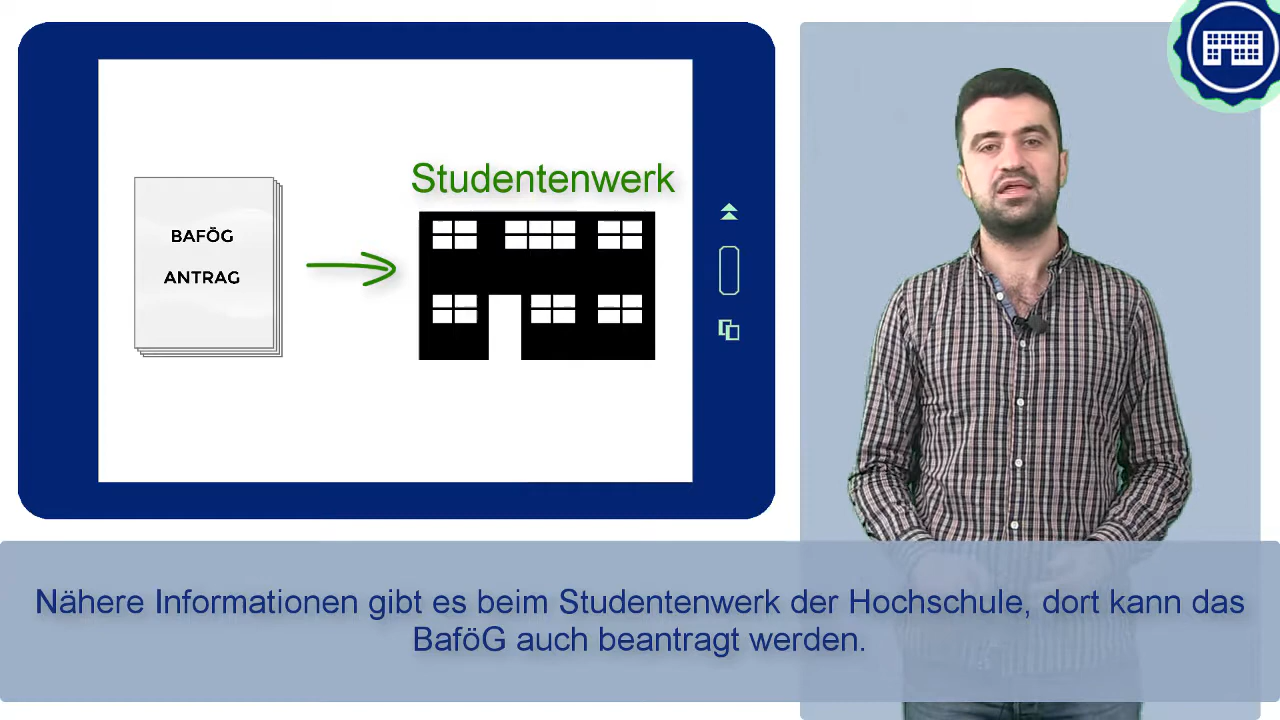 Studentenwerk
BAFÖG
ANTRAG
Nähere Informationen gibt es beim Studentenwerk der Hochschule, dort kann das
BaföG auch beantragt werden.